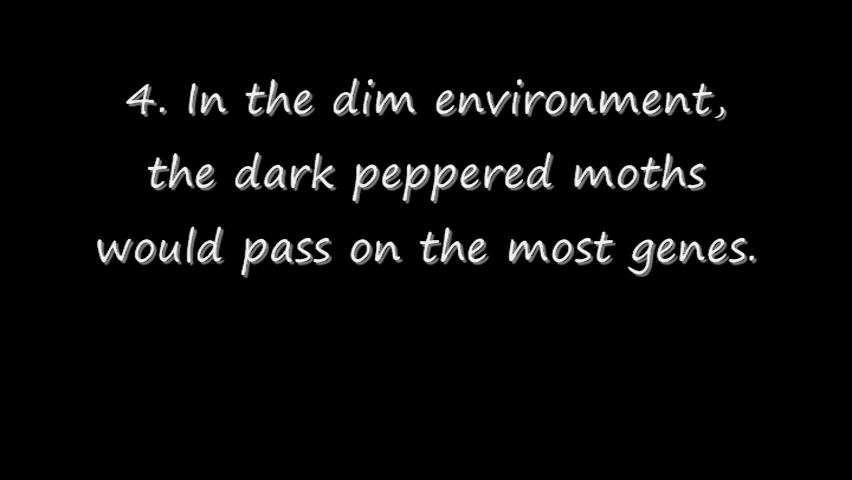 4. In the dim environment,
the dark peppered moths
would pass on the most genes.